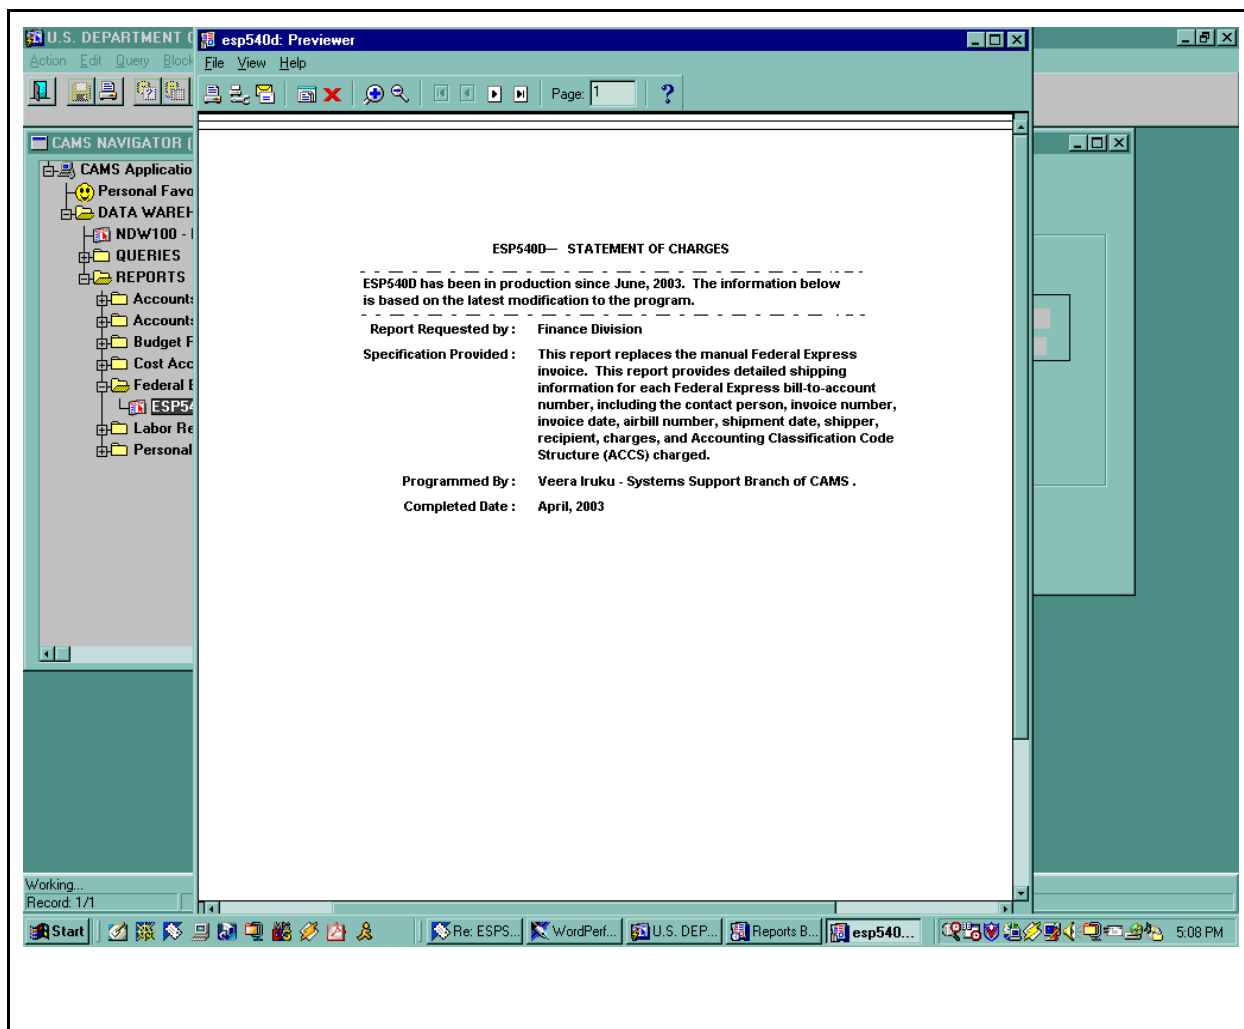 U.S. DEPARTMENT
esp540d: Previewer
Action Edit Query Block
File View Help
Page: 1
CAMS NAVIGATOR (
CAMS Applicatio
Personal Favo
DATA WAREH
NDW100 -
QUERIES
REPORTS
Accounts
Accounts
Budget F
Cost Acc
Federal E
ESP54
Labor Re
Personal
ESP540D— STATEMENT OF CHARGES
ESP540D has been in production since June, 2003. The information below
is based on the latest modification to the program.
Report Requested by : Finance Division
Specification Provided : This report replaces the manual Federal Express
invoice. This report provides detailed shipping
information for each Federal Express bill-to-account
number, including the contact person, invoice number,
invoice date, airbill number, shipment date, shipper,
recipient, charges, and Accounting Classification Code
Structure (ACCS) charged.
Programmed By : Veera Iruku - Systems Support Branch of CAMS .
Completed Date : April, 2003
Working...
Record: 1/1
Start Re: ESPS... WordPerf... U.S. DEP... Reports B... esp540... 5:08 PM